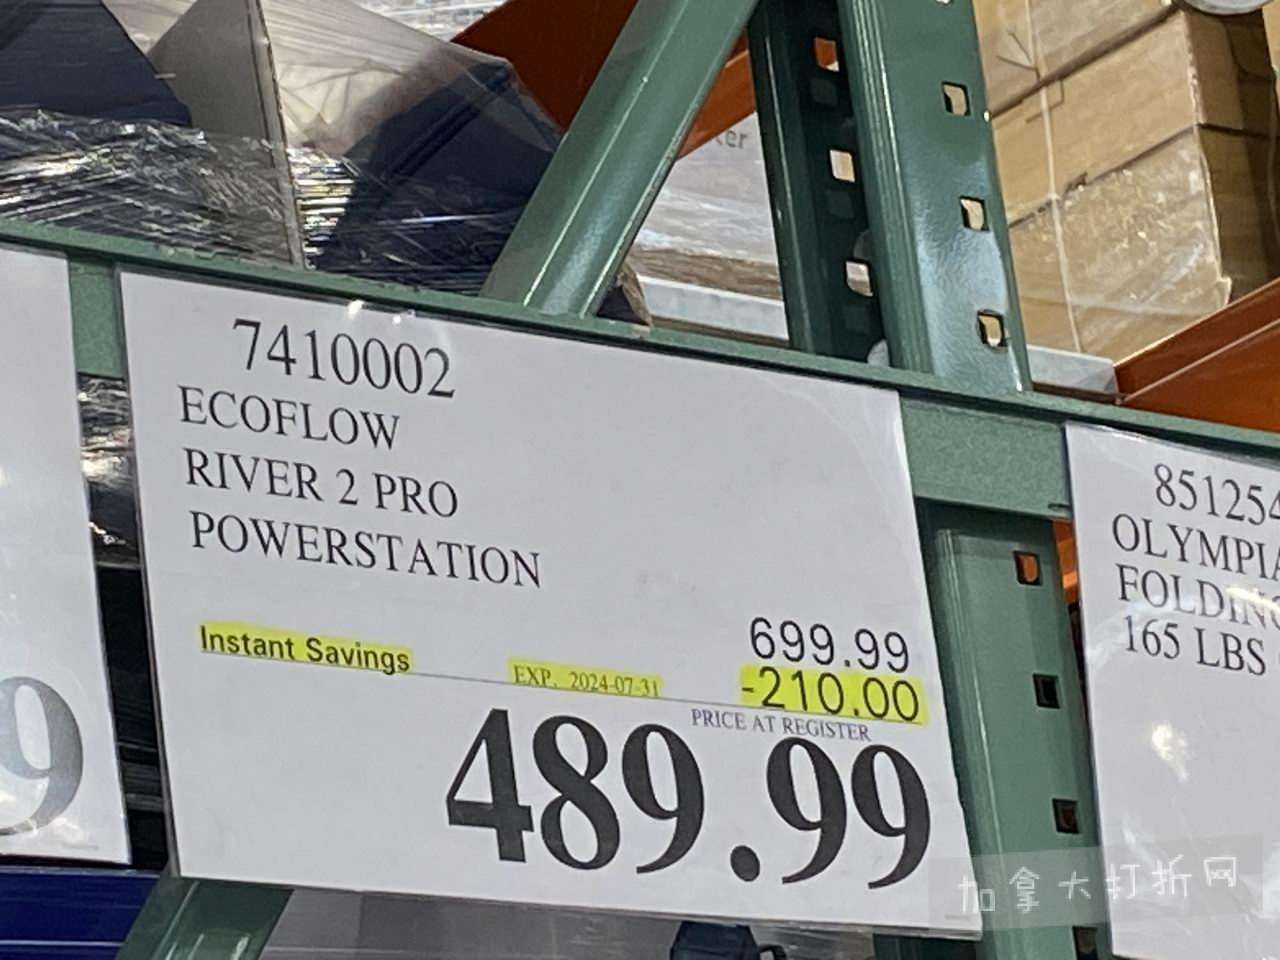 7410002
ECOFLOW
RIVER 2 PRO
POWERSTATION
699.99
Instant Savings EXP. 2024-07-31 -210.00
PRICE AT REGISTER
489.99
9
851254
OLYMPIA
FOLDING
165 LBS
加拿大打折网